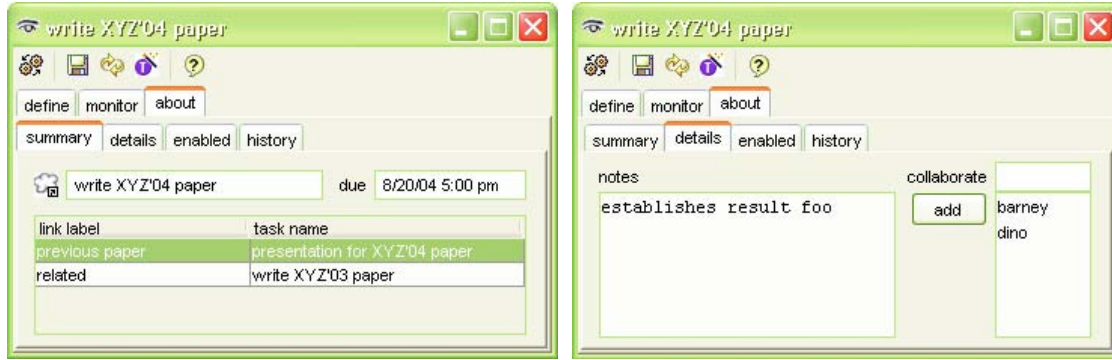 write XYZ'04 paper
T ?
define monitor about
summary details enabled history
write XYZ'04 paper due 8/20/04 5:00 pm
link label task name
previous paper presentation for XYZ'04 paper
related write XYZ'03 paper
write XYZ'04 paper
T ?
define monitor about
summary details enabled history
notes collaborate
establishes result foo add barney
dino